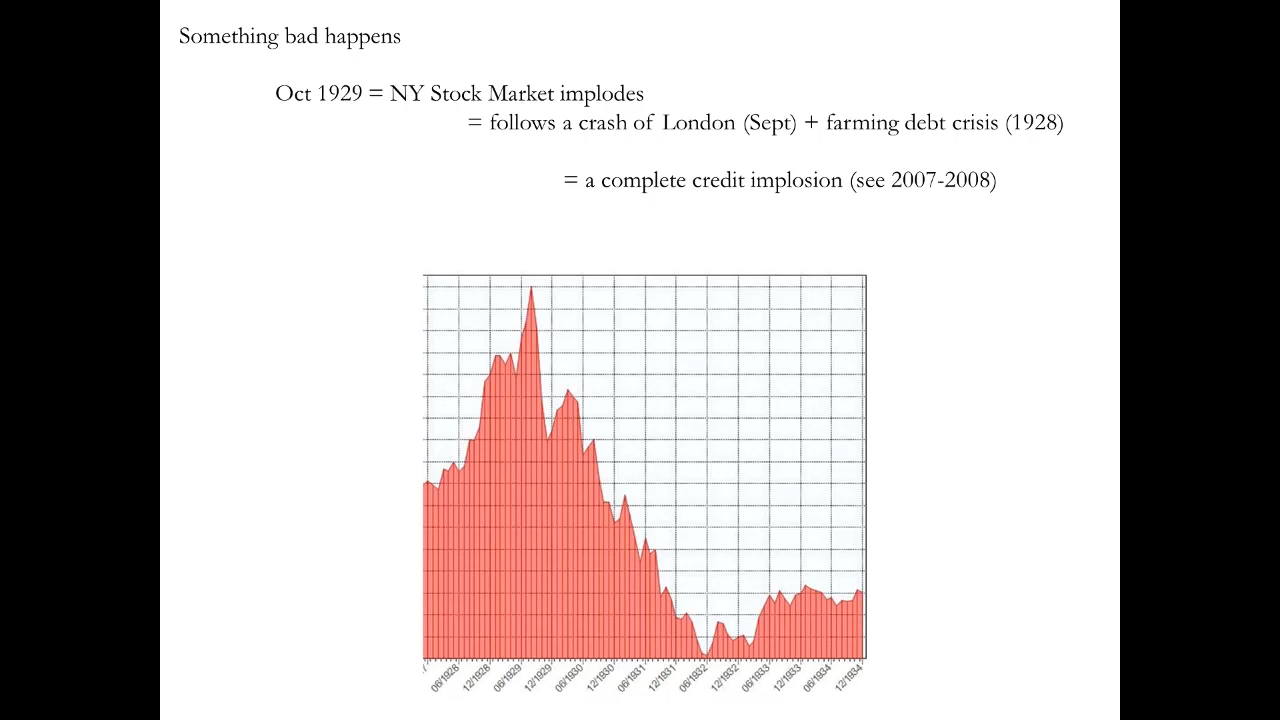 Something bad happens
Oct 1929 = NY Stock Market implodes
= follows a crash of London (Sept) + farming debt crisis (1928)
= a complete credit implosion (see 2007-2008)
06/1928 12/1928 06/1929 12/1929 06/1930 12/1930 06/1931 12/1931 06/1932 12/1932 06/1933 12/1933 06/1934 12/1934